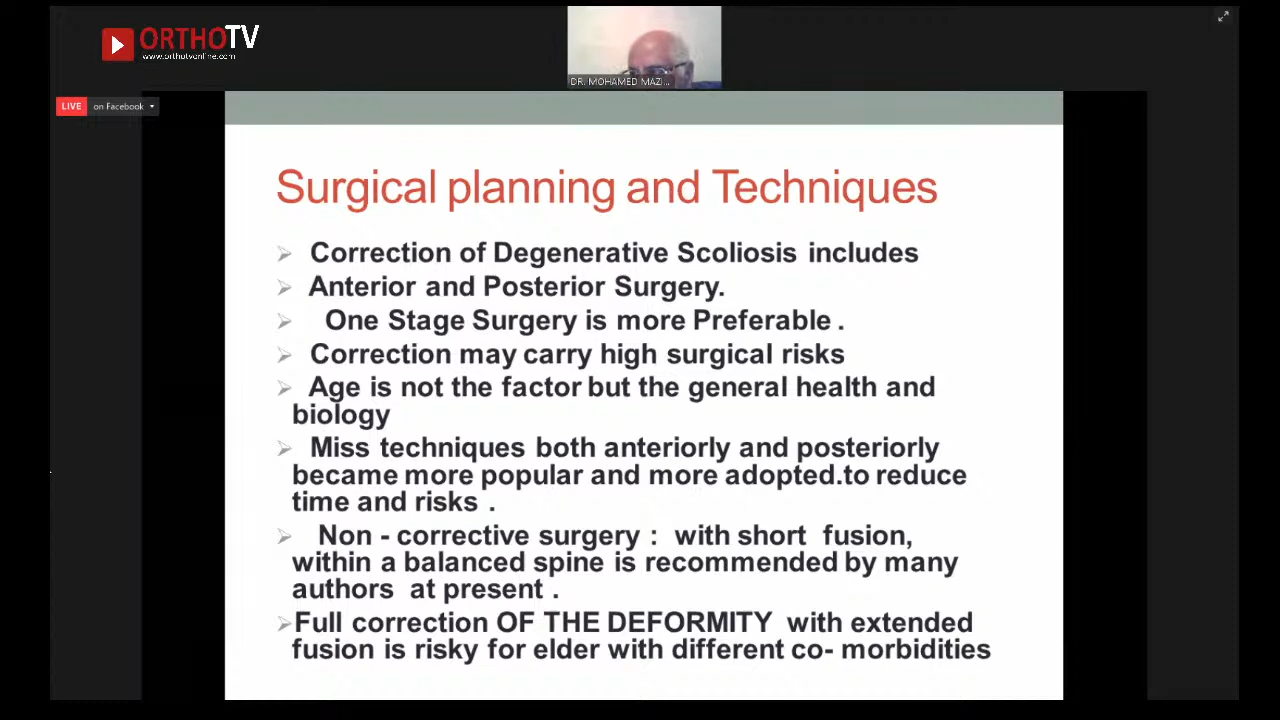 ORTHOTV
www.orthotvonline.com
DR. MOHAMED MAZI...
LIVE on Facebook
Surgical planning and Techniques
Correction of Degenerative Scoliosis includes
Anterior and Posterior Surgery.
One Stage Surgery is more Preferable .
Correction may carry high surgical risks
Age is not the factor but the general health and
biology
Miss techniques both anteriorly and posteriorly
became more popular and more adopted.to reduce
time and risks .
Non - corrective surgery : with short fusion,
within a balanced spine is recommended by many
authors at present .
Full correction OF THE DEFORMITY with extended
fusion is risky for elder with different co- morbidities